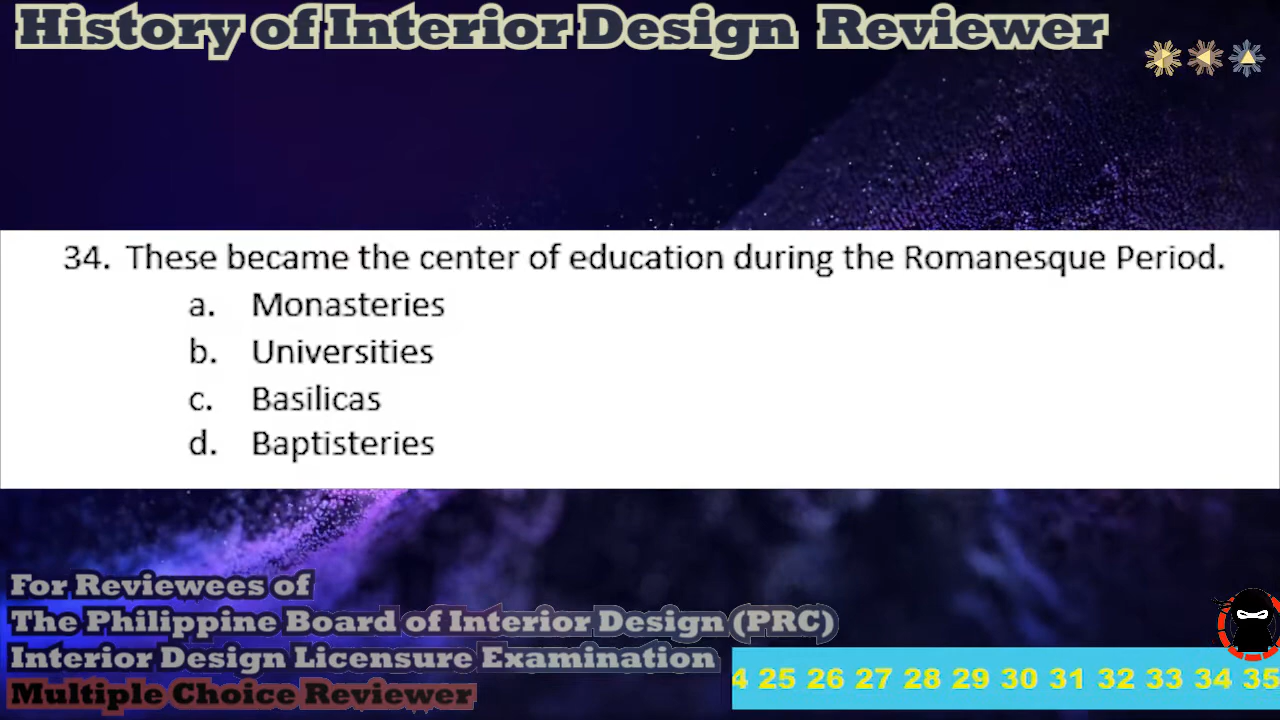 History of Interior Design Reviewer
34. These became the center of education during the Romanesque Period.
a. Monasteries
b. Universities
c. Basilicas
d. Baptisteries
For Reviewees of
The Philippine Board of Interior Design (PRC)
Interior Design Licensure Examination
Multiple Choice Reviewer
4 25 26 27 28 29 30 31 32 33 34 35